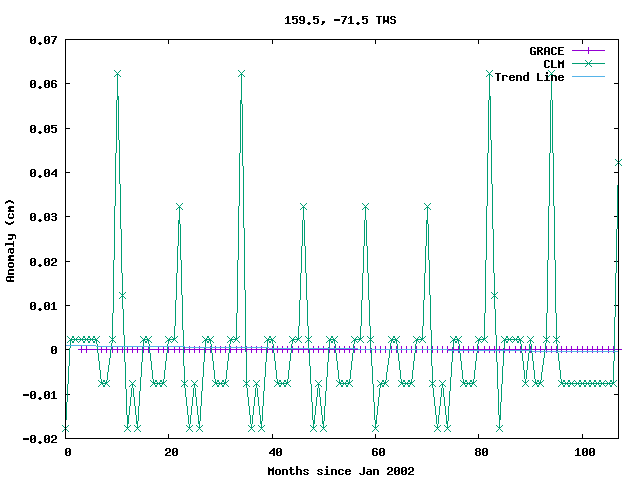 159.5, -71.5 TWS
GRACE
CLM
Trend Line
0.07
0.06
0.05
0.04
0.03
0.02
0.01
0
-0.01
-0.02
Anomaly (cm)
0 20 40 60 80 100
Months since Jan 2002